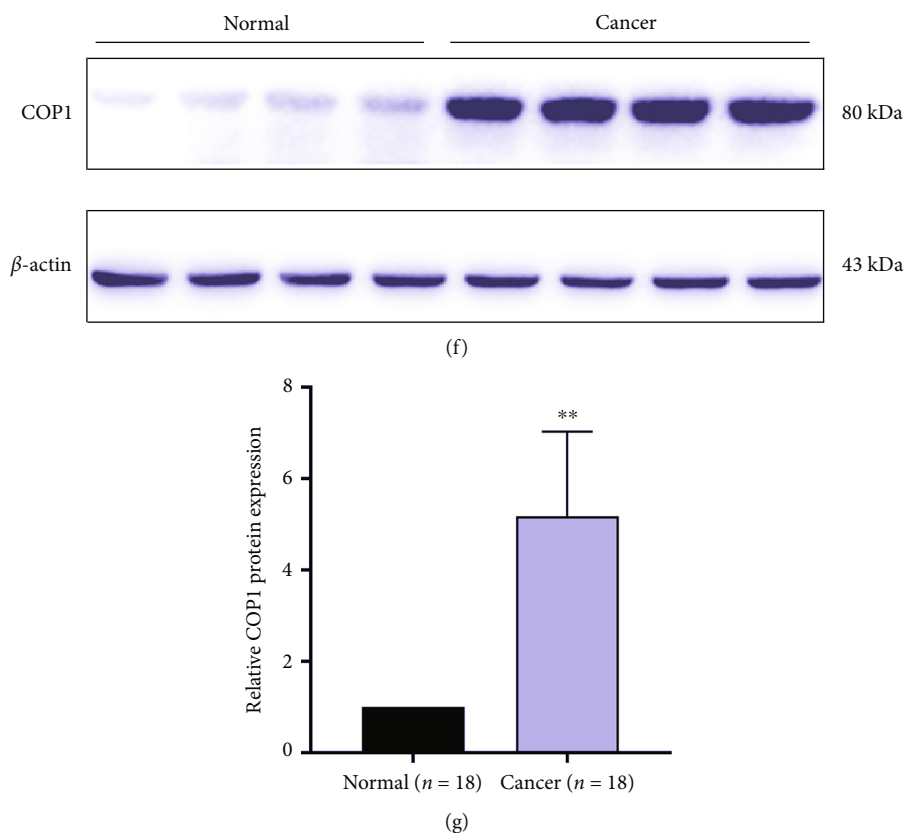 Normal
Cancer
COP1
80 kDa
β-actin
43 kDa
(f)
8
6
4
2
0
Relative COP1 protein expression
**
Normal (n = 18)
Cancer (n = 18)
(g)